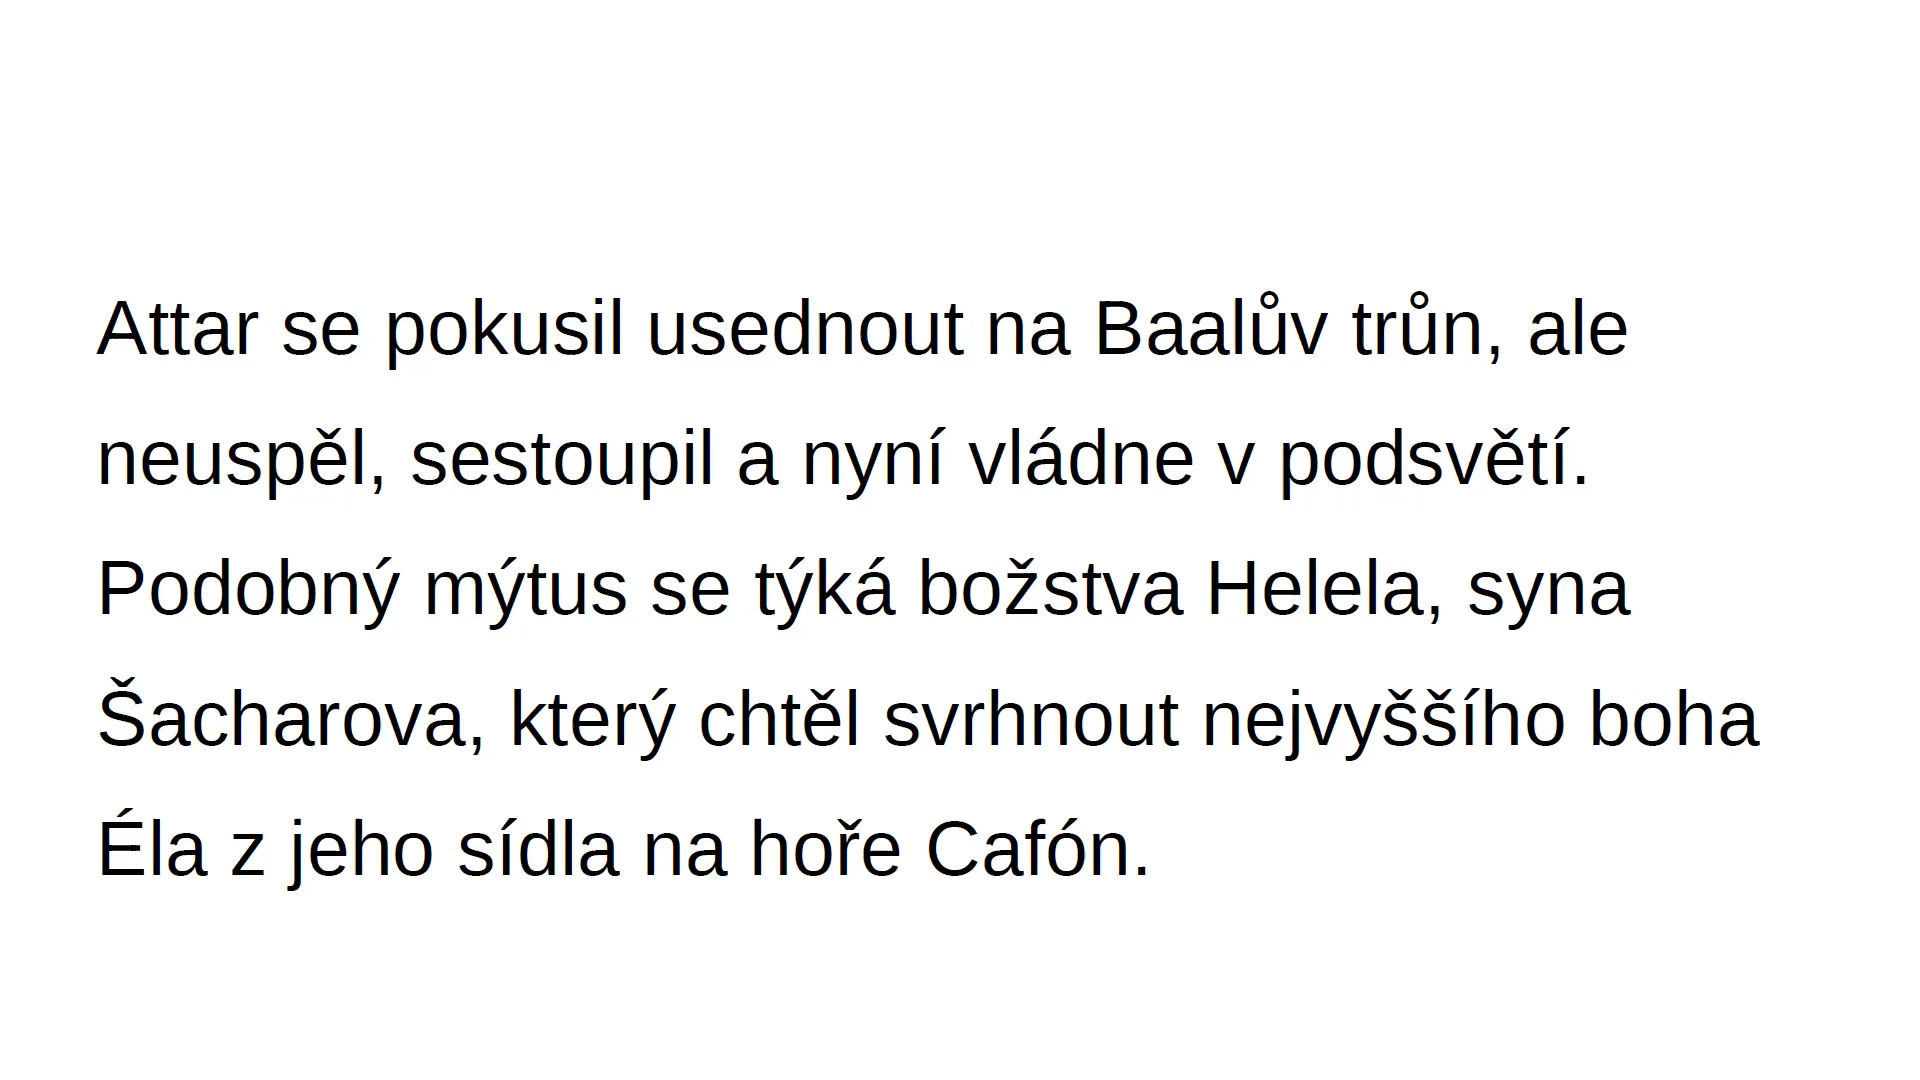 Attar se pokusil usednout na Baalův trůn, ale
neuspěl, sestoupil a nyní vládne v podsvětí.
Podobný mýtus se týká božstva Helela, syna
Šacharova, který chtěl svrhnout nejvyššího boha
Éla z jeho sídla na hoře Cafón.